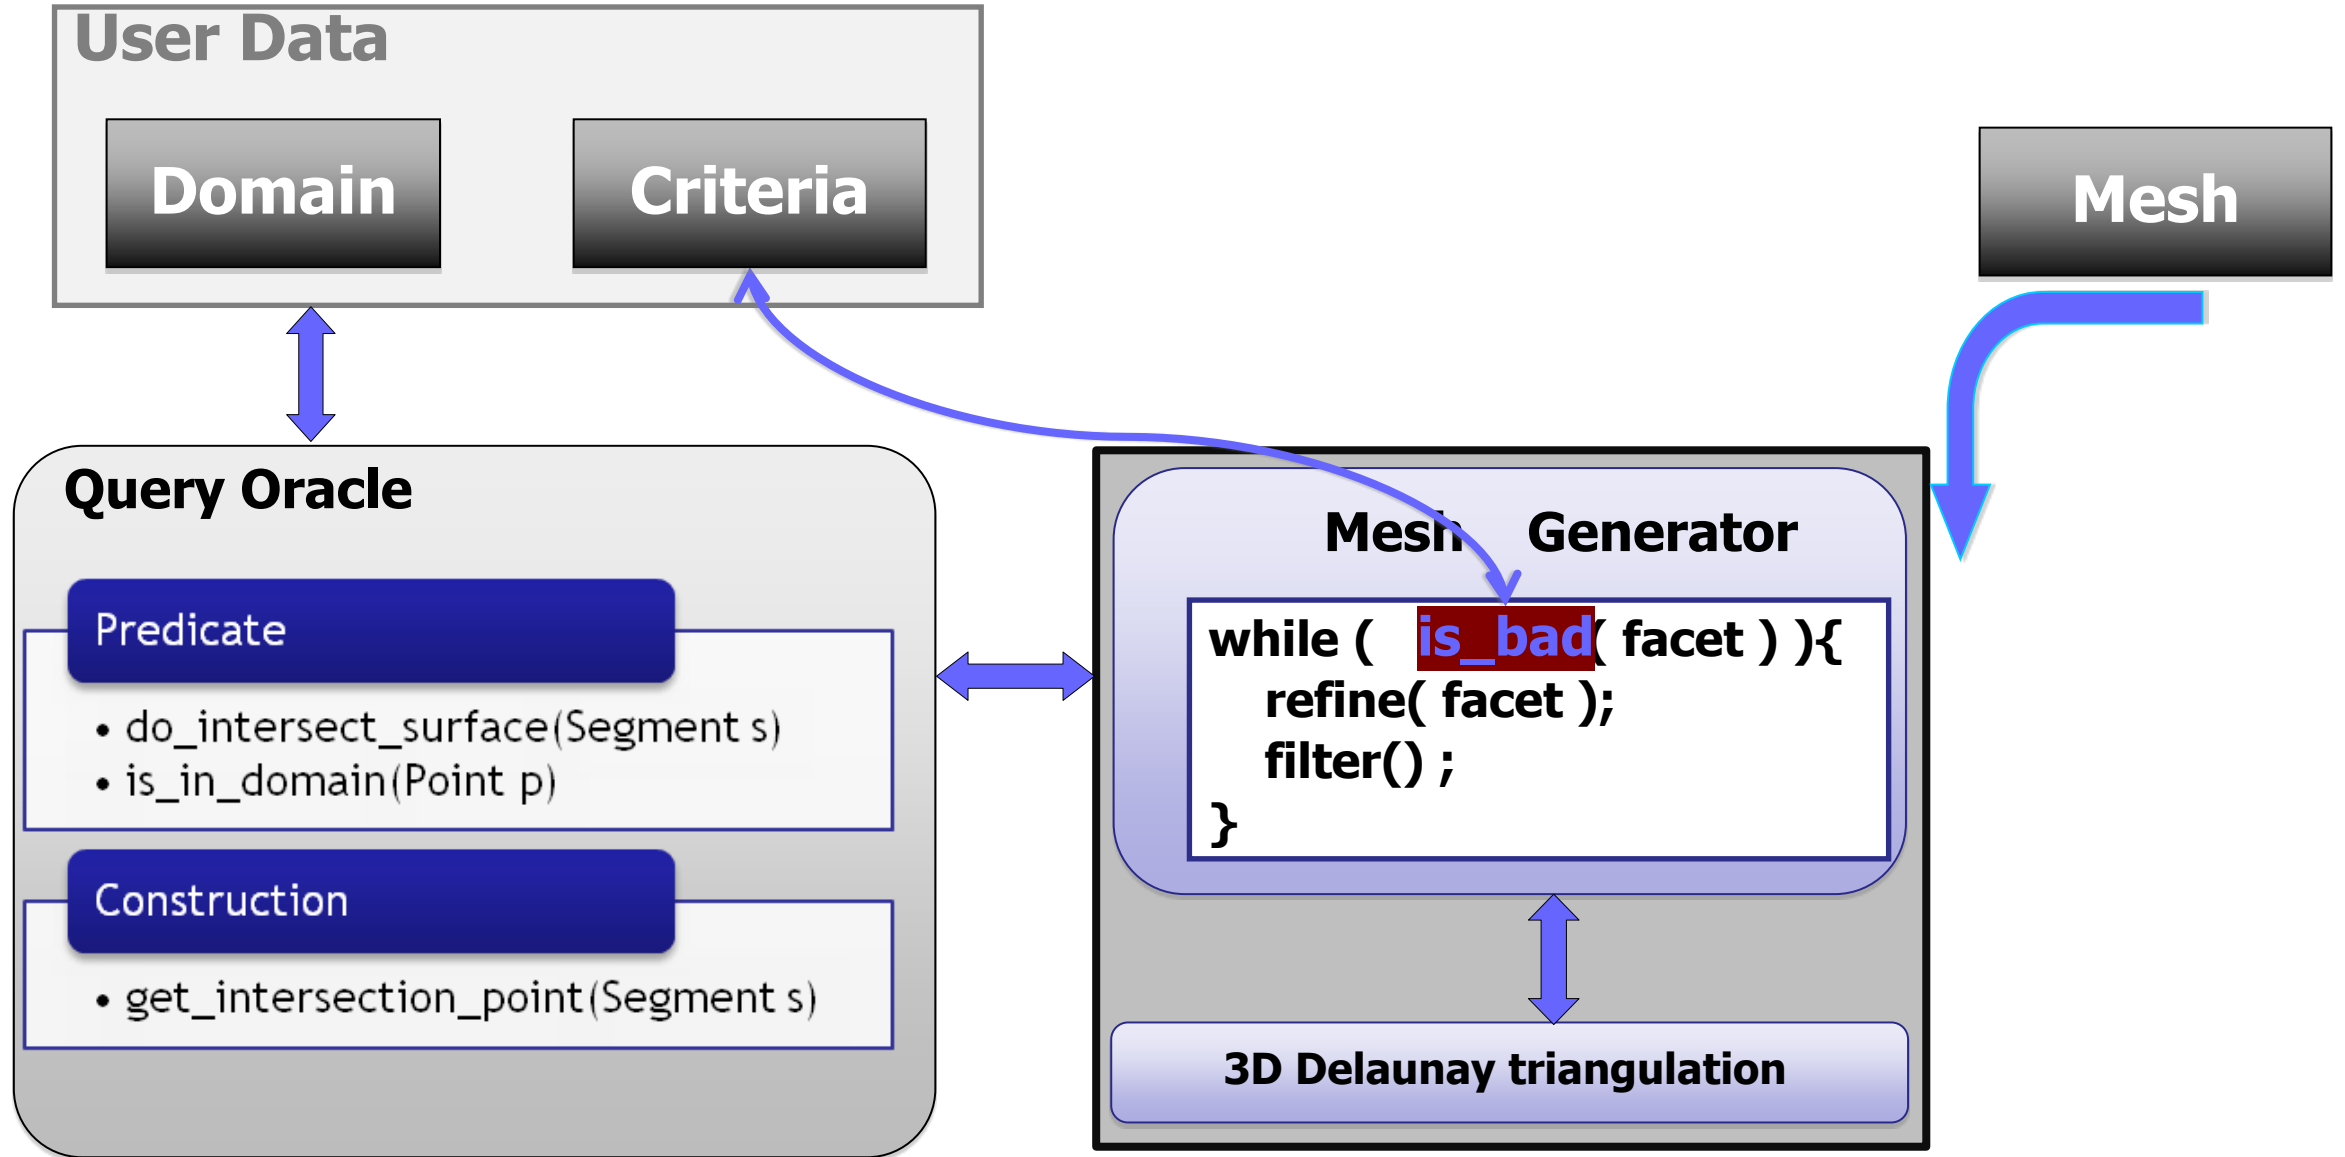 User Data
Domain
Criteria
Mesh
Query Oracle
Predicate
• do_intersect_surface(Segment s)
• is_in_domain(Point p)
Construction
• get_intersection_point(Segment s)
Mesh Generator
while ( is_bad( facet ) ){
refine( facet );
filter() ;
}
3D Delaunay triangulation